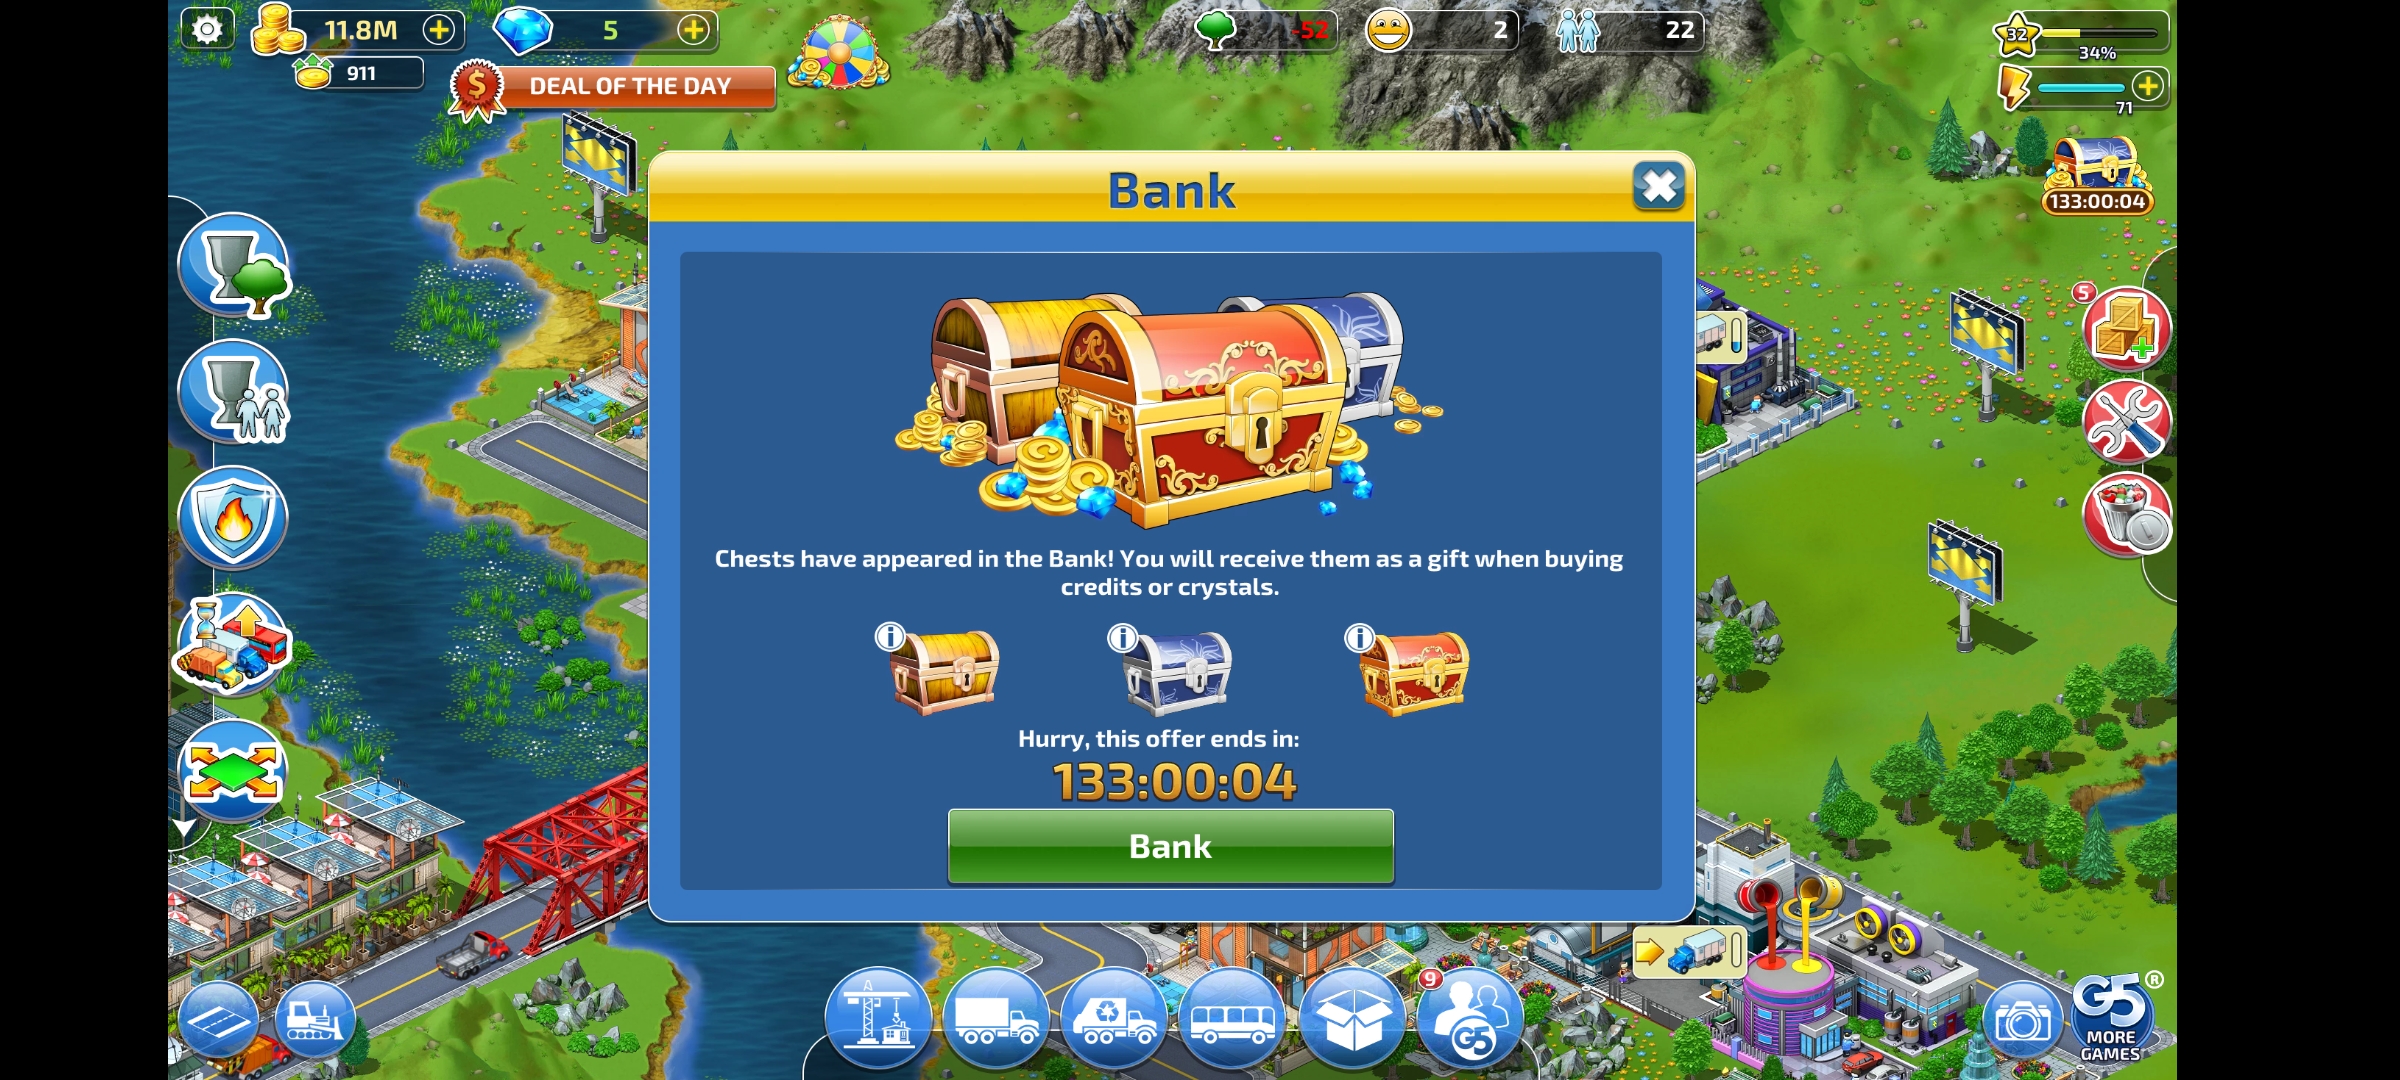 11.8M
5
-52
2
22
32
34%
911
DEAL OF THE DAY
71
Bank
133:00:04
5
Chests have appeared in the Bank! You will receive them as a gift when buying
credits or crystals.
Hurry, this offer ends in:
133:00:04
Bank
9
G5
G5®
MORE
GAMES